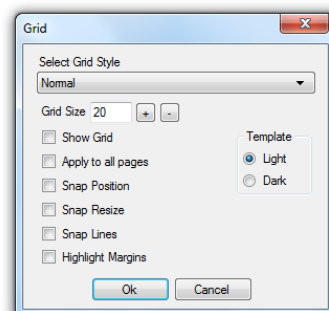 Grid
Select Grid Style
Normal
Grid Size 20 + -
Show Grid
Template
Apply to all pages
Light
Snap Position
Dark
Snap Resize
Snap Lines
Highlight Margins
Ok Cancel